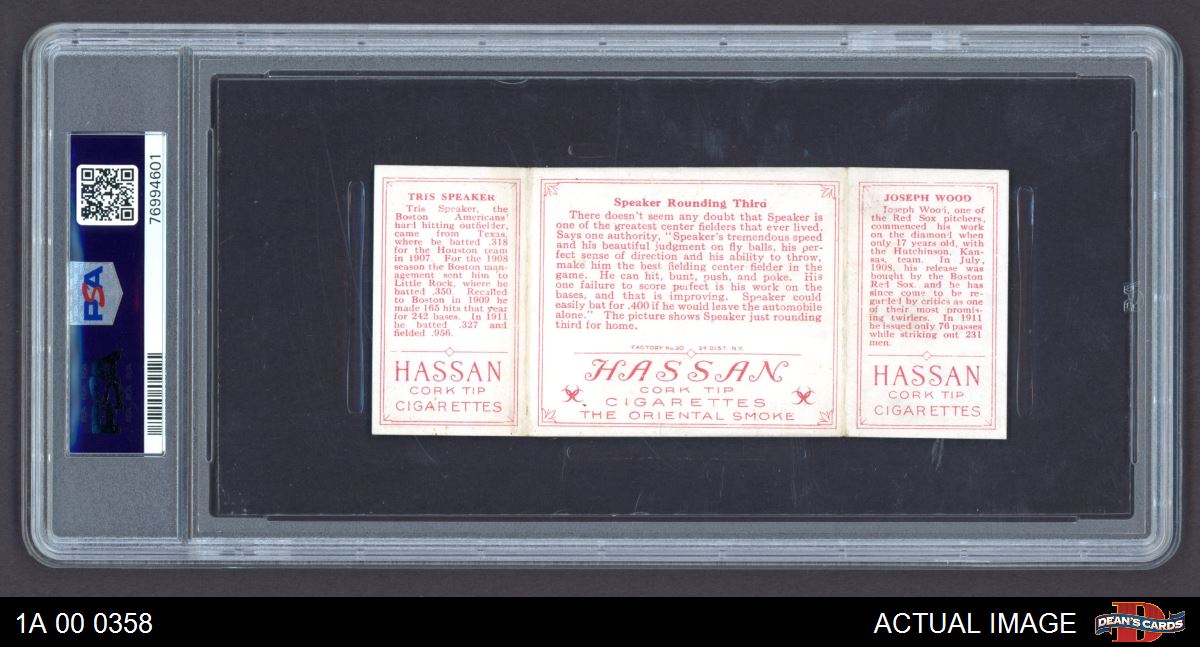 76994601
PSA
TRIS SPEAKER
Tris Speaker, the
Boston Americans'
hard hitting outfielder,
came from Texas,
where be batted .318
for the Houston team
in 1907. For the 1908
season the Boston man-
agement sent him to
Little Rock, where he
batted .350. Recalled
to Boston in 1909 he
made 165 hits that year
for 242 bases. In 1911
he batted .327 and
fielded .956.
HASSAN
CORK TIP
CIGARETTES
Speaker Rounding Third
There doesn't seem any doubt that Speaker is
one of the greatest center fielders that ever lived.
Says one authority, "Speaker's tremendous speed
and his beautiful judgment on fly balls, his per-
fect sense of direction and his ability to throw,
make him the best fielding center fielder in the
game. He can hit, bunt, push, and poke. His
one failure to score perfect is his work on the
bases, and that is improving. Speaker could
easily bat for .400 if he would leave the automobile
alone." The picture shows Speaker just rounding
third for home.
FACTORY No.30 2d DIST. N.Y.
HASSAN
CORK TIP
CIGARETTES
THE ORIENTAL SMOKE
JOSEPH WOOD
Joseph Wood, one of
the Red Sox pitchers,
commenced his work
on the diamond when
only 17 years old, with
the Hutchinson, Kan-
sas, team. In July,
1908, his release was
bought by the Boston
Red Sox, and he has
since come to be re-
garded by critics as one
of their most promis-
ing twirlers. In 1911
he issued only 76 passes
while striking out 231
men.
HASSAN
CORK TIP
CIGARETTES
1A 00 0358
ACTUAL IMAGE
DEAN'S CARDS